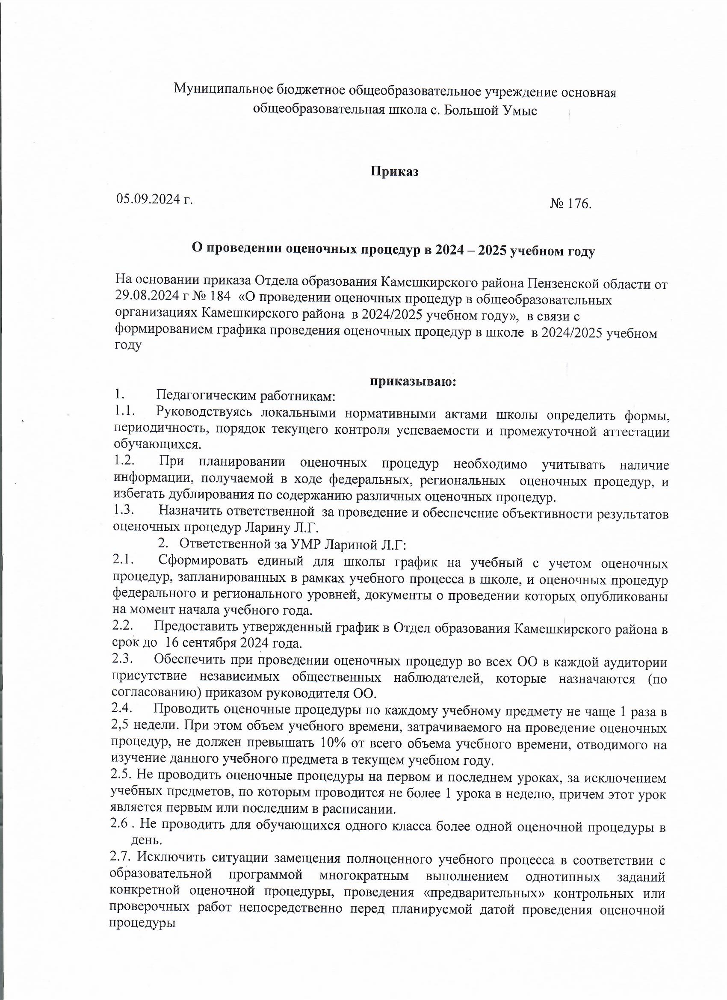 Муниципальное бюджетное общеобразовательное учреждение основная
общеобразовательная школа с. Большой Умыс
Приказ
05.09.2024 г. № 176.
О проведении оценочных процедур в 2024 – 2025 учебном году
На основании приказа Отдела образования Камешкирского района Пензенской области от
29.08.2024 г № 184 «О проведении оценочных процедур в общеобразовательных
организациях Камешкирского района в 2024/2025 учебном году», в связи с
формированием графика проведения оценочных процедур в школе в 2024/2025 учебном
году
приказываю:
1. Педагогическим работникам:
1.1. Руководствуясь локальными нормативными актами школы определить формы,
периодичность, порядок текущего контроля успеваемости и промежуточной аттестации
обучающихся.
1.2. При планировании оценочных процедур необходимо учитывать наличие
информации, получаемой в ходе федеральных, региональных оценочных процедур, и
избегать дублирования по содержанию различных оценочных процедур.
1.3. Назначить ответственной за проведение и обеспечение объективности результатов
оценочных процедур Ларину Л.Г.
2. Ответственной за УМР Лариной Л.Г:
2.1. Сформировать единый для школы график на учебный с учетом оценочных
процедур, запланированных в рамках учебного процесса в школе, и оценочных процедур
федерального и регионального уровней, документы о проведении которых опубликованы
на момент начала учебного года.
2.2. Предоставить утвержденный график в Отдел образования Камешкирского района в
срок до 16 сентября 2024 года.
2.3. Обеспечить при проведении оценочных процедур во всех ОО в каждой аудитории
присутствие независимых общественных наблюдателей, которые назначаются (по
согласованию) приказом руководителя ОО.
2.4. Проводить оценочные процедуры по каждому учебному предмету не чаще 1 раза в
2,5 недели. При этом объем учебного времени, затрачиваемого на проведение оценочных
процедур, не должен превышать 10% от всего объема учебного времени, отводимого на
изучение данного учебного предмета в текущем учебном году.
2.5. Не проводить оценочные процедуры на первом и последнем уроках, за исключением
учебных предметов, по которым проводится не более 1 урока в неделю, причем этот урок
является первым или последним в расписании.
2.6 . Не проводить для обучающихся одного класса более одной оценочной процедуры в
день.
2.7. Исключить ситуации замещения полноценного учебного процесса в соответствии с
образовательной программой многократным выполнением однотипных заданий
конкретной оценочной процедуры, проведения «предварительных» контрольных или
проверочных работ непосредственно перед планируемой датой проведения оценочной
процедуры